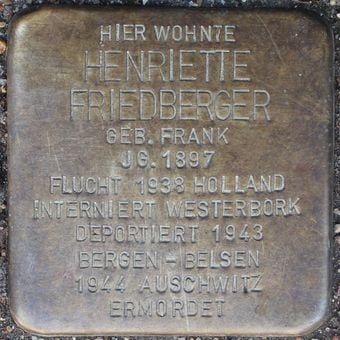 HIER WOHNTE
HENRIETTE
FRIEDBERGER
GEB. FRANK
JG. 1897
FLUCHT 1938 HOLLAND
INTERNIERT WESTERBORK
DEPORTIERT 1943
BERGEN-BELSEN
1944 AUSCHWITZ
ERMORDET